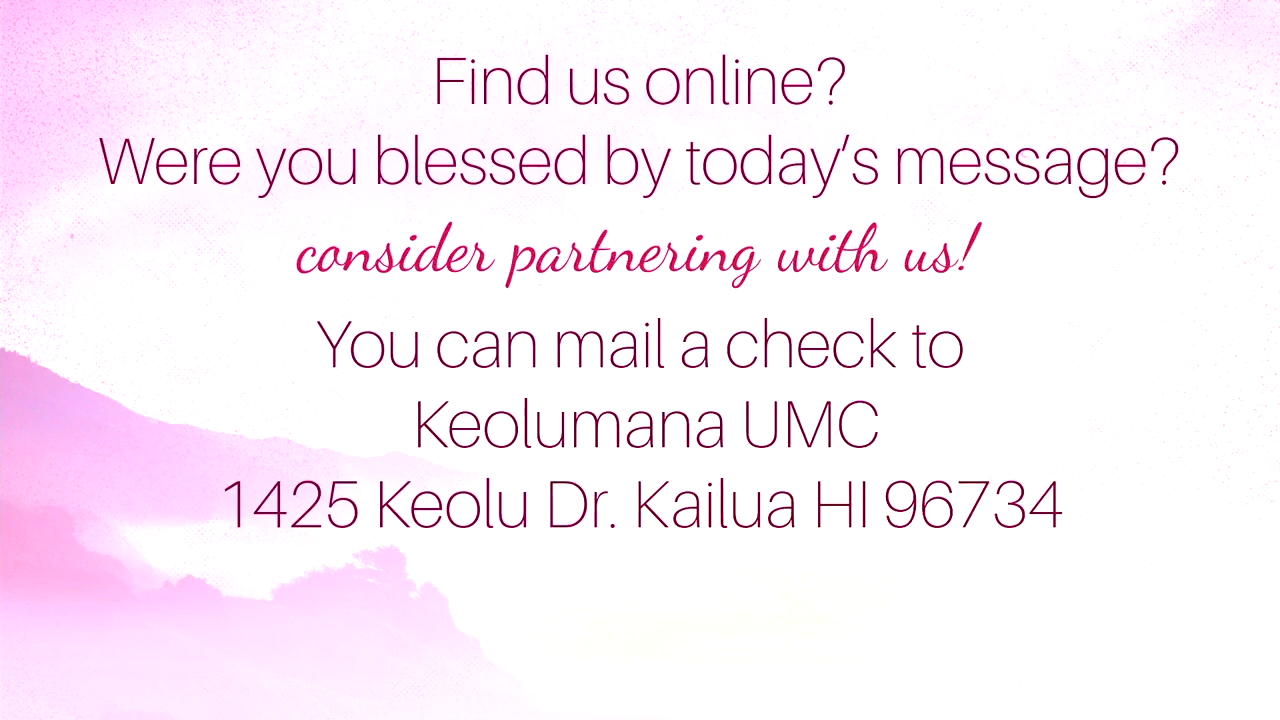 Find us online?
Were you blessed by today’s message?
consider partnering with us!
You can mail a check to
Keolumana UMC
1425 Keolu Dr. Kailua HI 96734